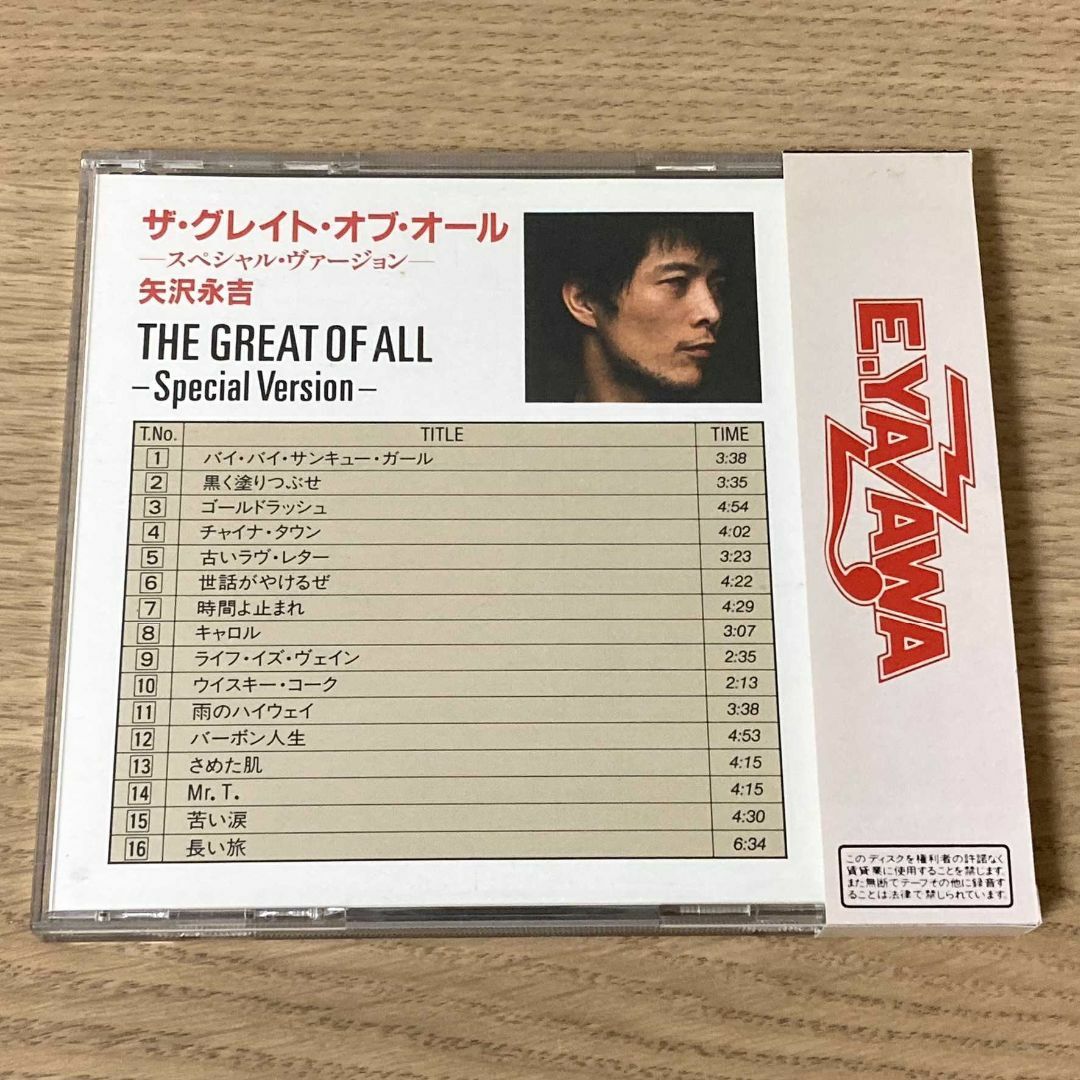 ザ・グレイト・オブ・オール
—スペシャル・ヴァージョン—
矢沢永吉
THE GREAT OF ALL
– Special Version –
T.No. TITLE TIME
1 バイ・バイ・サンキュー・ガール 3:38
2 黒く塗りつぶせ 3:35
3 ゴールドラッシュ 4:54
4 チャイナ・タウン 4:02
5 古いラヴ・レター 3:23
6 世話がやけるぜ 4:22
7 時間よ止まれ 4:29
8 キャロル 3:07
9 ライフ・イズ・ヴェイン 2:35
10 ウイスキー・コーク 2:13
11 雨のハイウェイ 3:38
12 バーボン人生 4:53
13 さめた肌 4:15
14 Mr. T. 4:15
15 苦い涙 4:30
16 長い旅 6:34
E.YAZAWA
このディスクを権利者の許諾なく
賃貸業に使用することを禁じます。
また無断でテープその他に録音す
ることは法律で禁じられています。